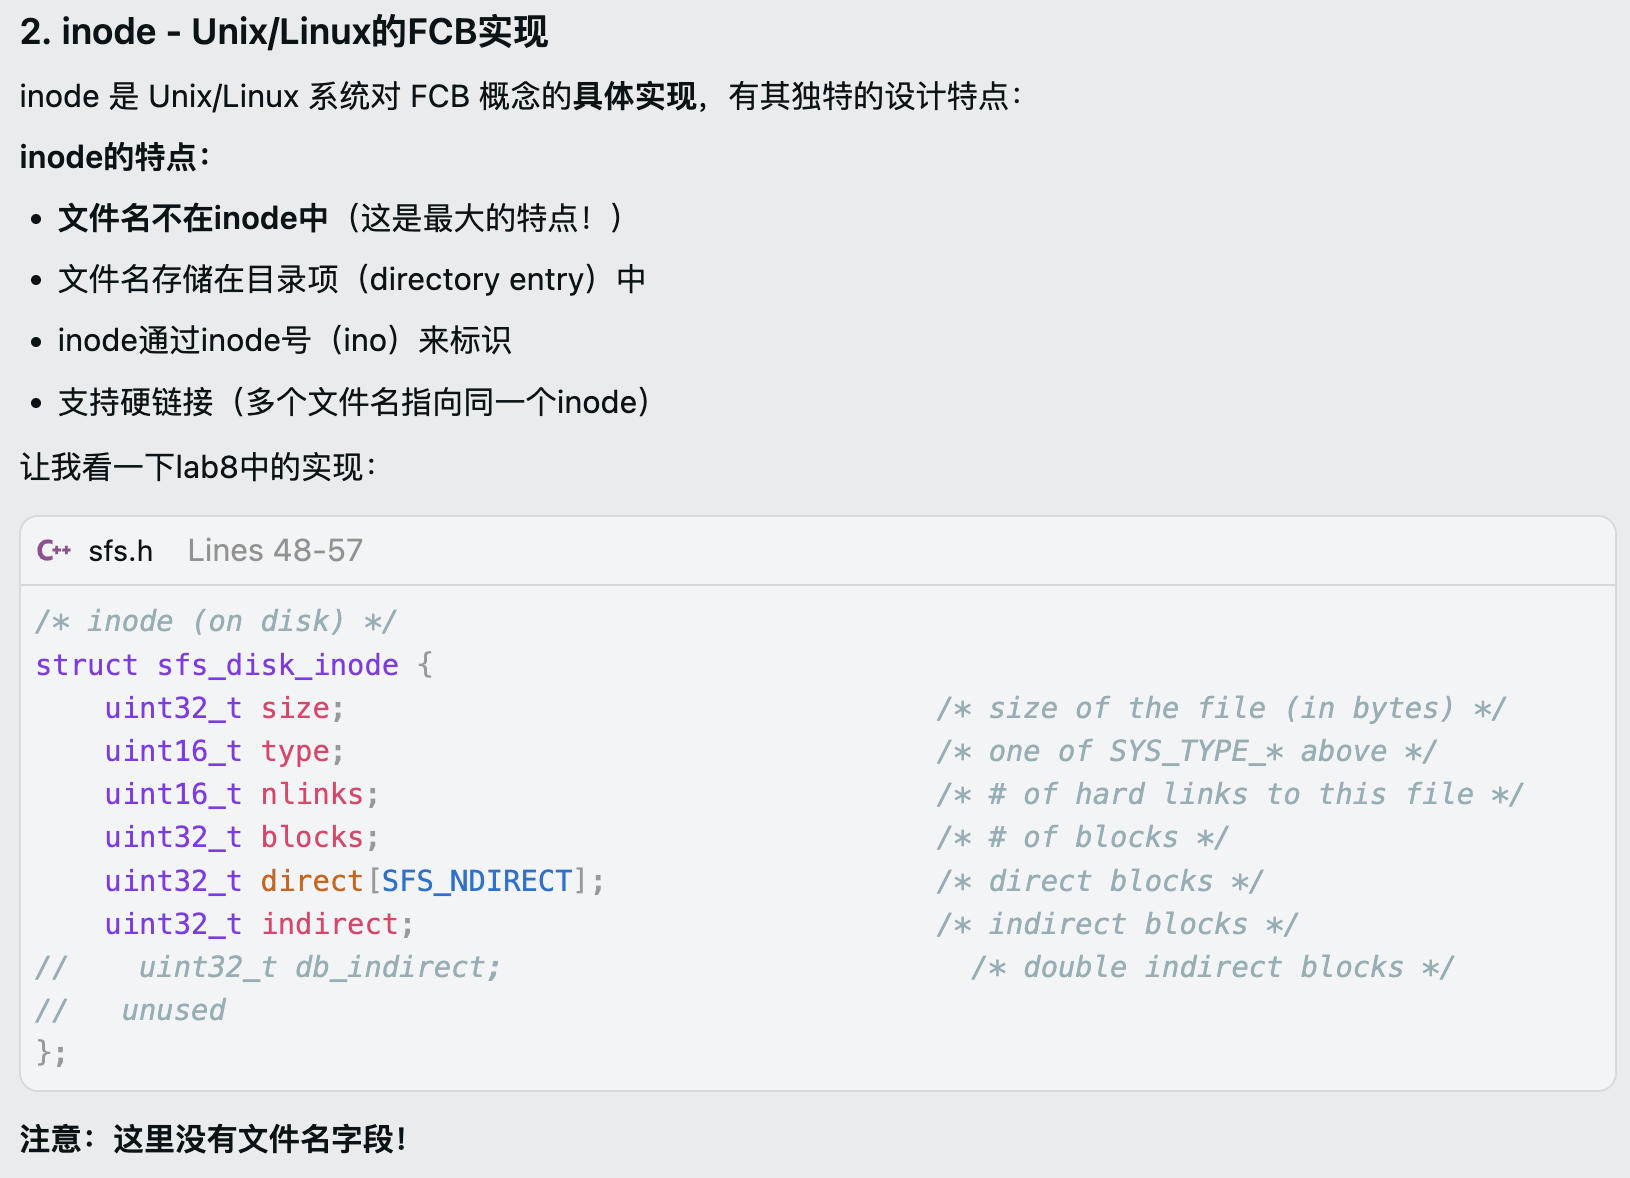 2. inode - Unix/Linux的FCB实现
inode 是 Unix/Linux 系统对 FCB 概念的具体实现，有其独特的设计特点：
inode的特点：
• 文件名不在inode中（这是最大的特点！）
• 文件名存储在目录项（directory entry）中
• inode通过inode号（ino）来标识
• 支持硬链接（多个文件名指向同一个inode）
让我看一下lab8中的实现：
C++ sfs.h Lines 48-57
/* inode (on disk) */
struct sfs_disk_inode {
    uint32_t size;                                  /* size of the file (in bytes) */
    uint16_t type;                                  /* one of SYS_TYPE_* above */
    uint16_t nlinks;                                /* # of hard links to this file */
    uint32_t blocks;                                /* # of blocks */
    uint32_t direct[SFS_NDIRECT];                   /* direct blocks */
    uint32_t indirect;                              /* indirect blocks */
//    uint32_t db_indirect;                           /* double indirect blocks */
//   unused
};
注意：这里没有文件名字段！